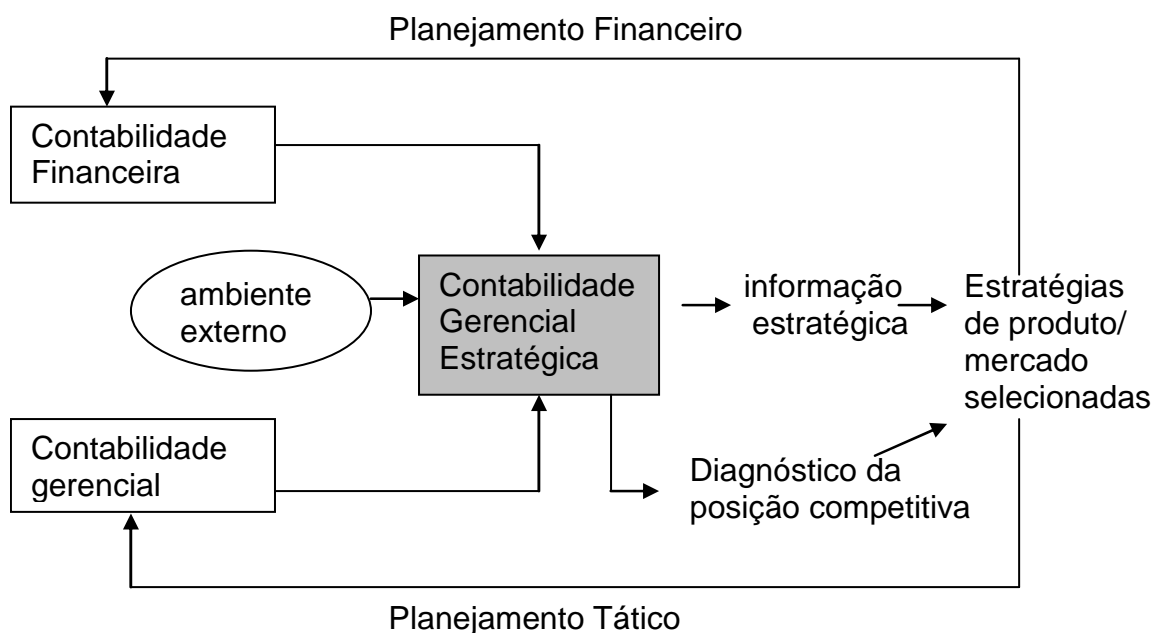 Planejamento Financeiro
Contabilidade
Financeira
ambiente
externo
Contabilidade
Gerencial
Estratégica
informação
estratégica
Estratégias
de produto/
mercado
selecionadas
Contabilidade
gerencial
Diagnóstico da
posição competitiva
Planejamento Tático